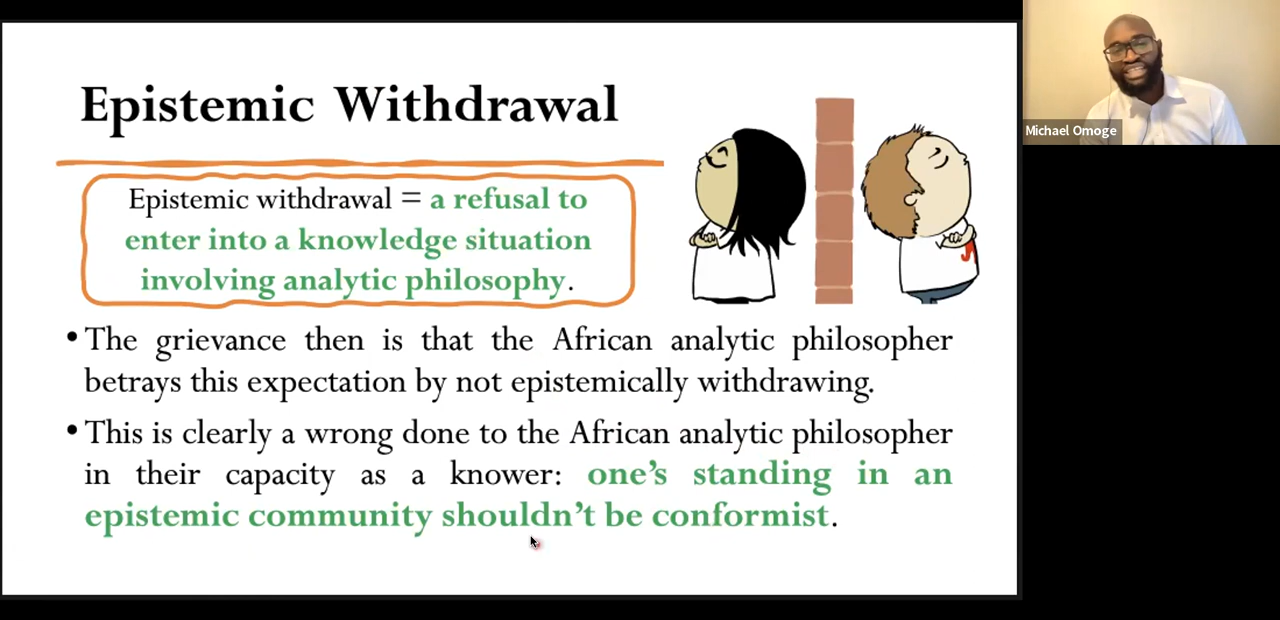 Epistemic Withdrawal
Epistemic withdrawal = a refusal to
enter into a knowledge situation
involving analytic philosophy.
• The grievance then is that the African analytic philosopher
betrays this expectation by not epistemically withdrawing.
• This is clearly a wrong done to the African analytic philosopher
in their capacity as a knower: one’s standing in an
epistemic community shouldn’t be conformist.
Michael Omoge